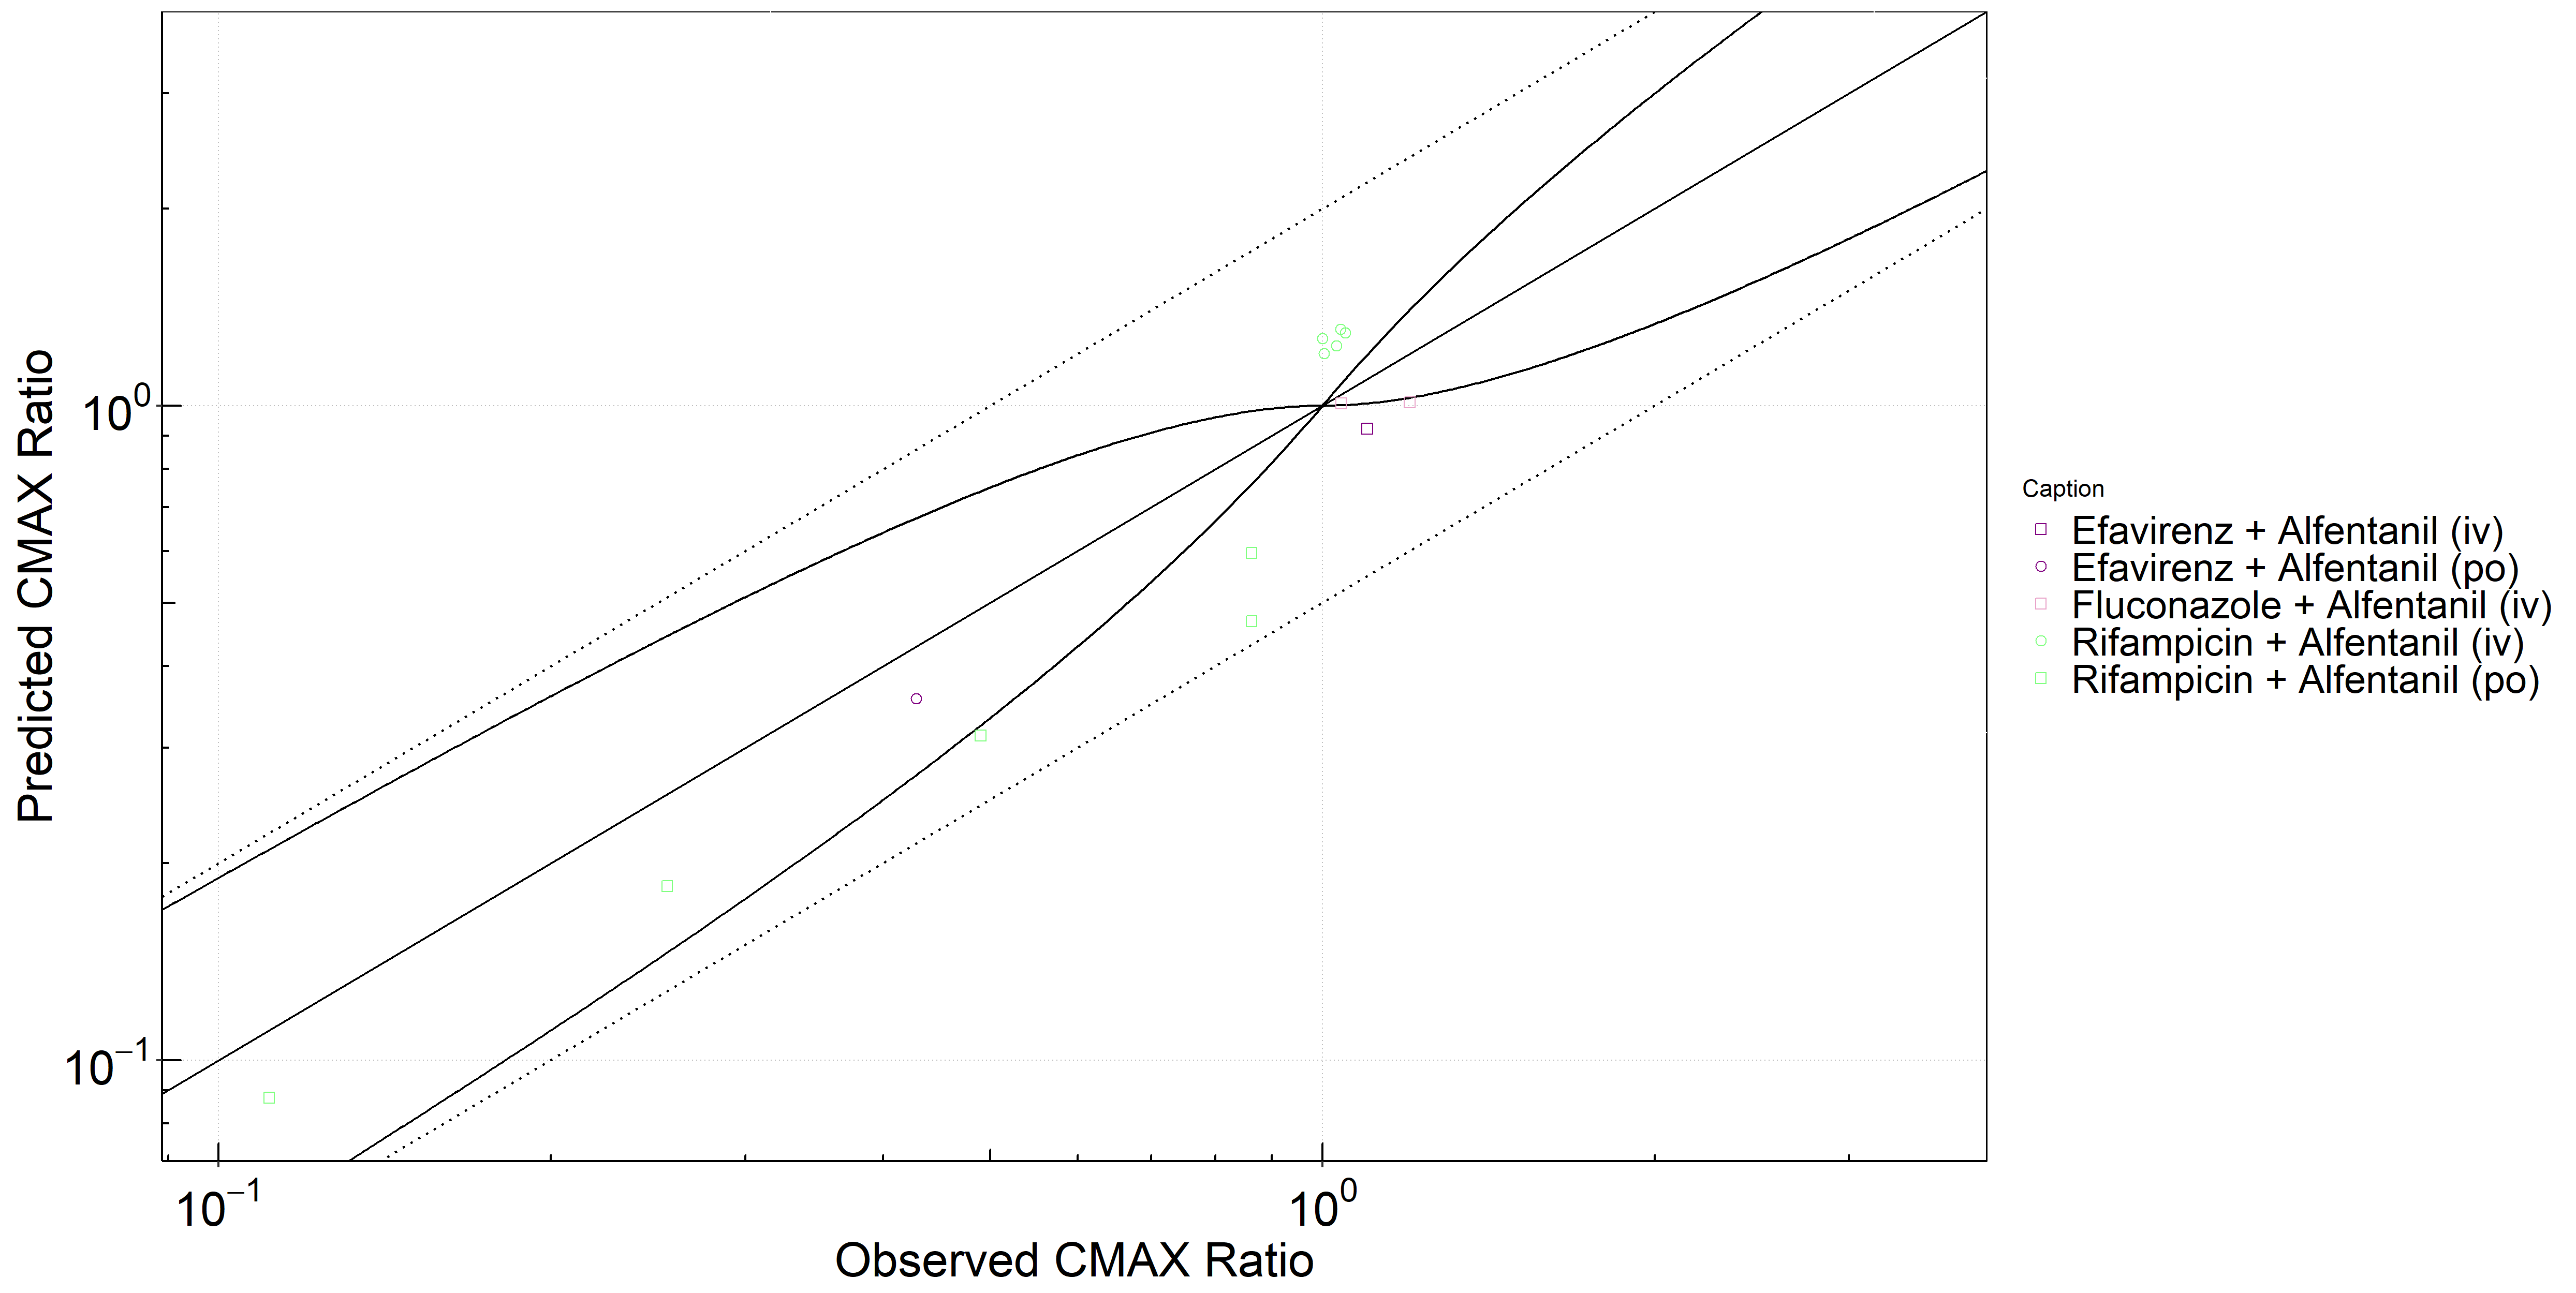 Predicted CMAX Ratio
10⁰
10⁻¹
10⁻¹
10⁰
Observed CMAX Ratio
Caption
Efavirenz + Alfentanil (iv)
Efavirenz + Alfentanil (po)
Fluconazole + Alfentanil (iv)
Rifampicin + Alfentanil (iv)
Rifampicin + Alfentanil (po)